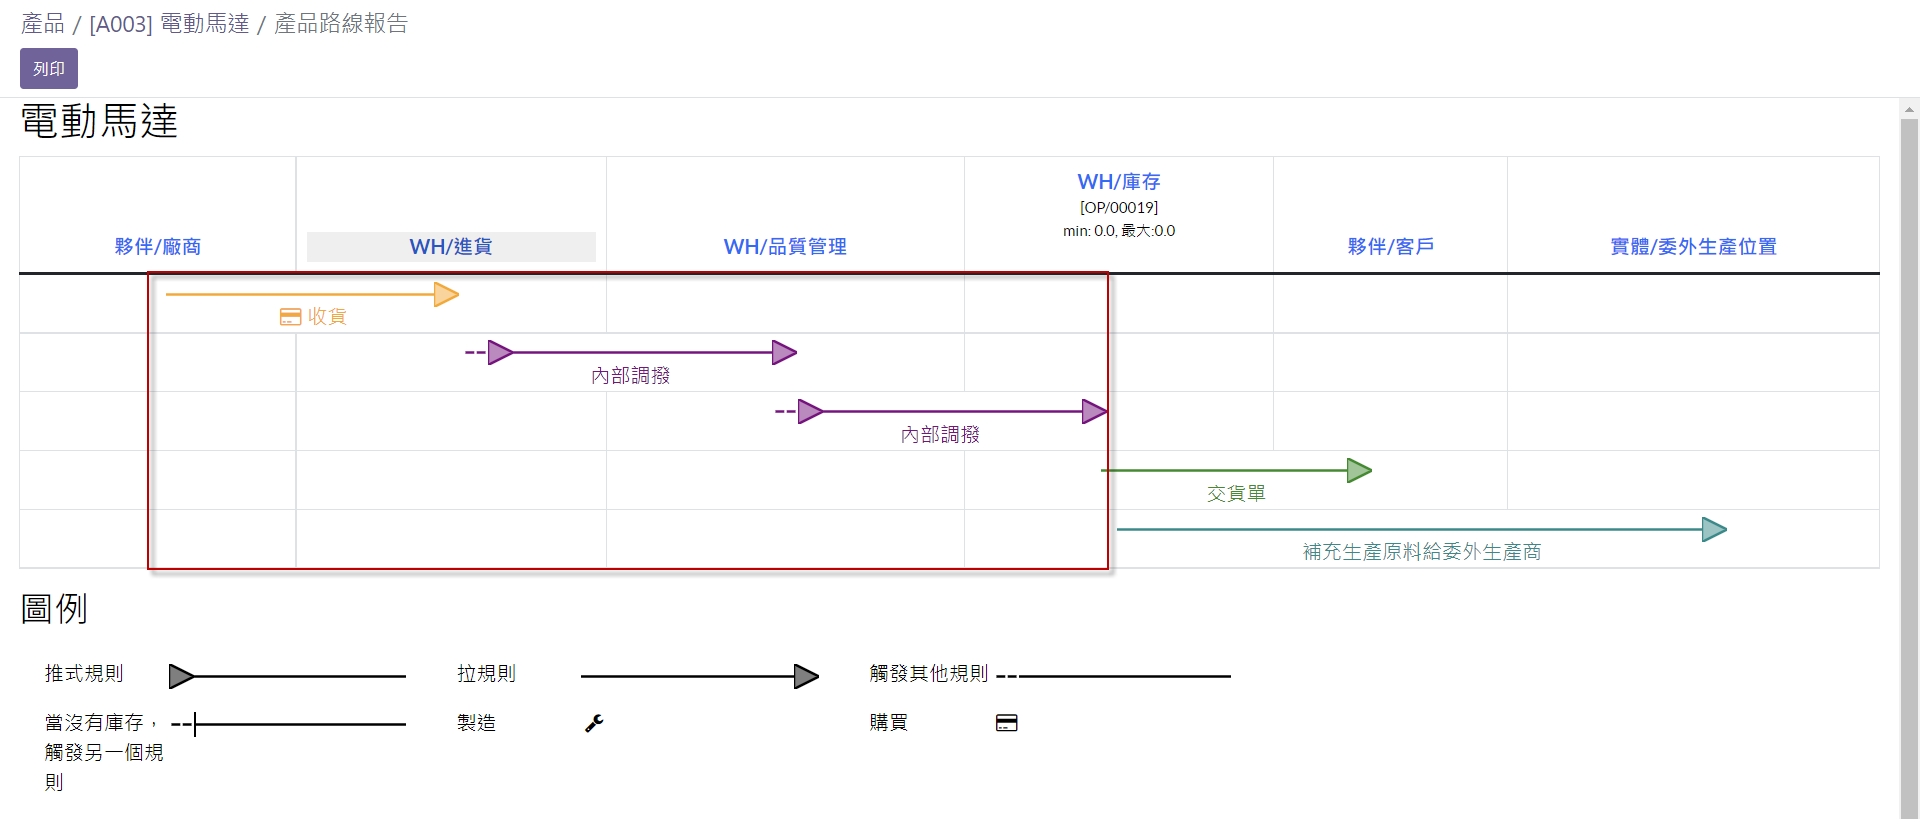 產品 / [A003] 電動馬達 / 產品路線報告
列印
電動馬達
WH/庫存
[OP/00019]
min: 0.0, 最大:0.0
夥伴/廠商
WH/進貨
WH/品質管理
夥伴/客戶
實體/委外生產位置
收貨
內部調撥
內部調撥
交貨單
補充生產原料給委外生產商
圖例
推式規則
拉規則
觸發其他規則
當沒有庫存，
觸發另一個規
則
製造
購買